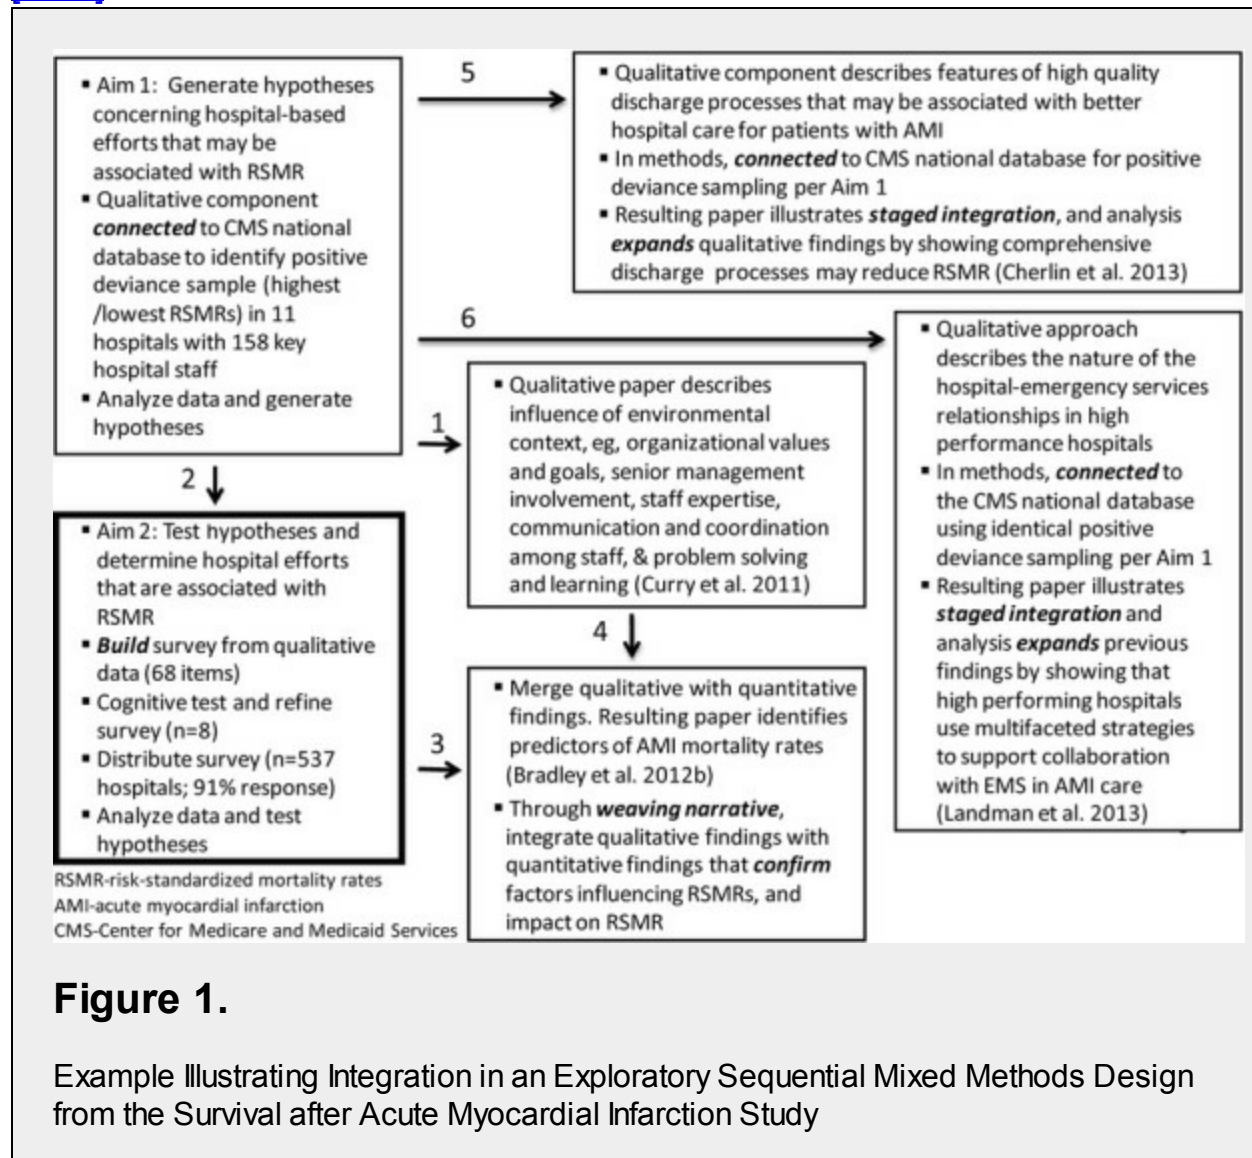 ▪ Aim 1: Generate hypotheses
concerning hospital-based
efforts that may be
associated with RSMR
▪ Qualitative component
connected to CMS national
database to identify positive
deviance sample (highest
/lowest RSMRs) in 11
hospitals with 158 key
hospital staff
▪ Analyze data and generate
hypotheses
5
▪ Qualitative component describes features of high quality
discharge processes that may be associated with better
hospital care for patients with AMI
▪ In methods, connected to CMS national database for positive
deviance sampling per Aim 1
▪ Resulting paper illustrates staged integration, and analysis
expands qualitative findings by showing comprehensive
discharge processes may reduce RSMR (Cherlin et al. 2013)
6
▪ Qualitative approach
describes the nature of the
hospital-emergency services
relationships in high
performance hospitals
▪ In methods, connected to
the CMS national database
using identical positive
deviance sampling per Aim 1
▪ Resulting paper illustrates
staged integration and
analysis expands previous
findings by showing that
high performing hospitals
use multifaceted strategies
to support collaboration
with EMS in AMI care
(Landman et al. 2013)
1
▪ Qualitative paper describes
influence of environmental
context, eg, organizational values
and goals, senior management
involvement, staff expertise,
communication and coordination
among staff, & problem solving
and learning (Curry et al. 2011)
2
▪ Aim 2: Test hypotheses and
determine hospital efforts
that are associated with
RSMR
▪ Build survey from qualitative
data (68 items)
▪ Cognitive test and refine
survey (n=8)
▪ Distribute survey (n=537
hospitals; 91% response)
▪ Analyze data and test
hypotheses
3
4
▪ Merge qualitative with quantitative
findings. Resulting paper identifies
predictors of AMI mortality rates
(Bradley et al. 2012b)
▪ Through weaving narrative,
integrate qualitative findings with
quantitative findings that confirm
factors influencing RSMRs, and
impact on RSMR
RSMR-risk-standardized mortality rates
AMI-acute myocardial infarction
CMS-Center for Medicare and Medicaid Services
Figure 1.
Example Illustrating Integration in an Exploratory Sequential Mixed Methods Design
from the Survival after Acute Myocardial Infarction Study